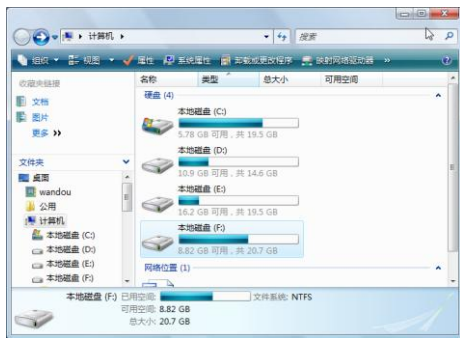 计算机
搜索
组织 视图 属性 系统属性 卸载或更改程序 映射网络驱动器 »
收藏夹链接
文档
图片
更多 »
文件夹
桌面
wandou
公用
计算机
本地磁盘 (C:)
本地磁盘 (D:)
本地磁盘 (E:)
本地磁盘 (F:)
名称 类型 总大小 可用空间
硬盘 (4)
本地磁盘 (C:)
5.78 GB 可用，共 19.5 GB
本地磁盘 (D:)
10.9 GB 可用，共 14.6 GB
本地磁盘 (E:)
16.2 GB 可用，共 19.5 GB
本地磁盘 (F:)
8.82 GB 可用，共 20.7 GB
网络位置 (1)
本地磁盘 (F:) 已用空间: 文件系统: NTFS
可用空间: 8.82 GB
总大小: 20.7 GB